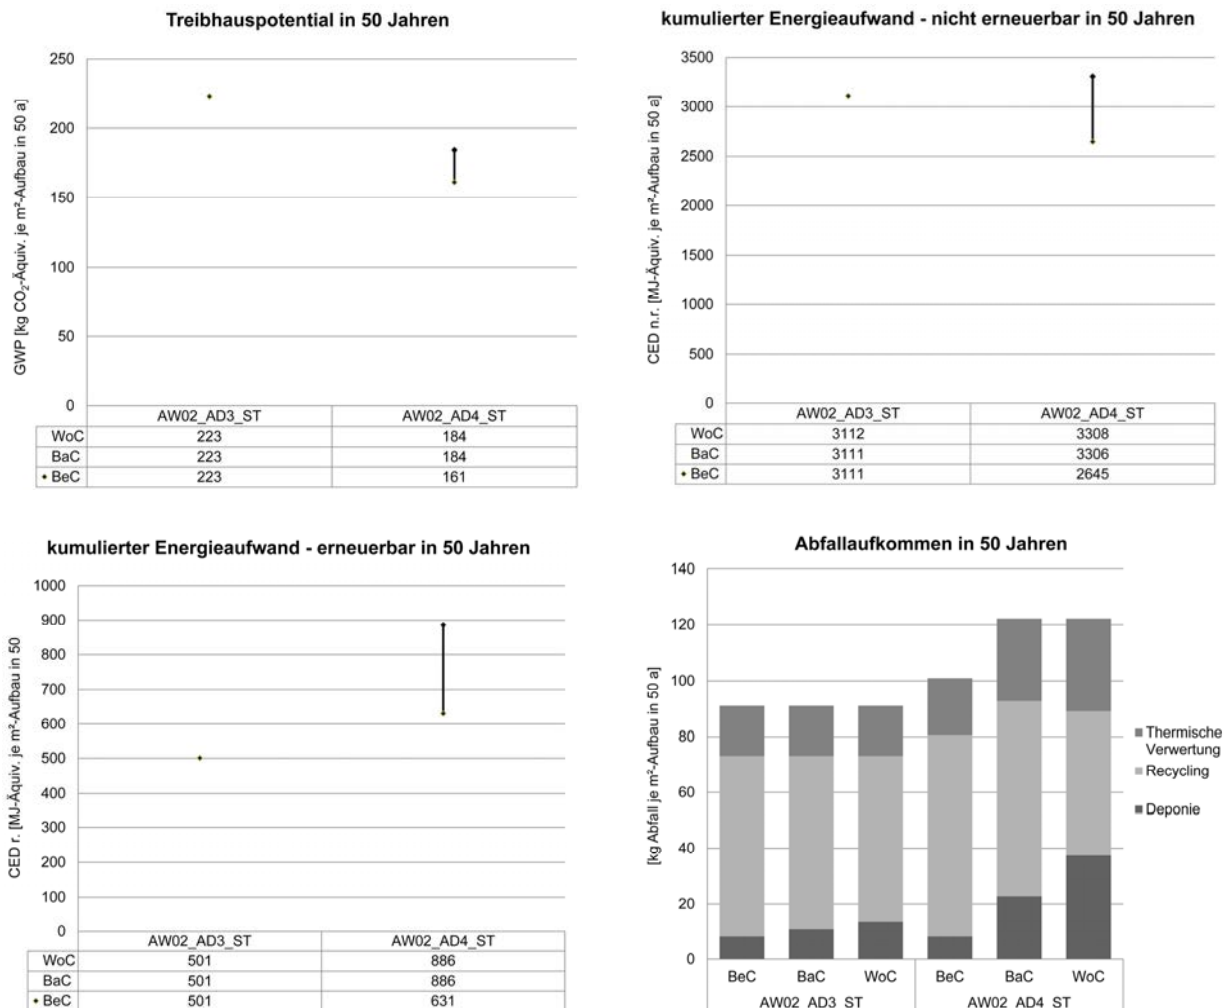 Treibhauspotential in 50 Jahren
GWP [kg CO₂-Äquiv. je m²-Aufbau in 50 a]
250
200
150
100
50
0
AW02_AD3_ST AW02_AD4_ST
WoC 223 184
BaC 223 184
BeC 223 161
kumulierter Energieaufwand - nicht erneuerbar in 50 Jahren
CED n.r. [MJ-Äquiv. je m²-Aufbau in 50 a]
3500
3000
2500
2000
1500
1000
500
0
AW02_AD3_ST AW02_AD4_ST
WoC 3112 3308
BaC 3111 3306
BeC 3111 2645
kumulierter Energieaufwand - erneuerbar in 50 Jahren
CED r. [MJ-Äquiv. je m²-Aufbau in 50
1000
900
800
700
600
500
400
300
200
100
0
AW02_AD3_ST AW02_AD4_ST
WoC 501 886
BaC 501 886
BeC 501 631
Abfallaufkommen in 50 Jahren
[kg Abfall je m²-Aufbau in 50 a]
140
120
100
80
60
40
20
0
BeC BaC WoC BeC BaC WoC
AW02_AD3_ST AW02_AD4_ST
Thermische
Verwertung
Recycling
Deponie